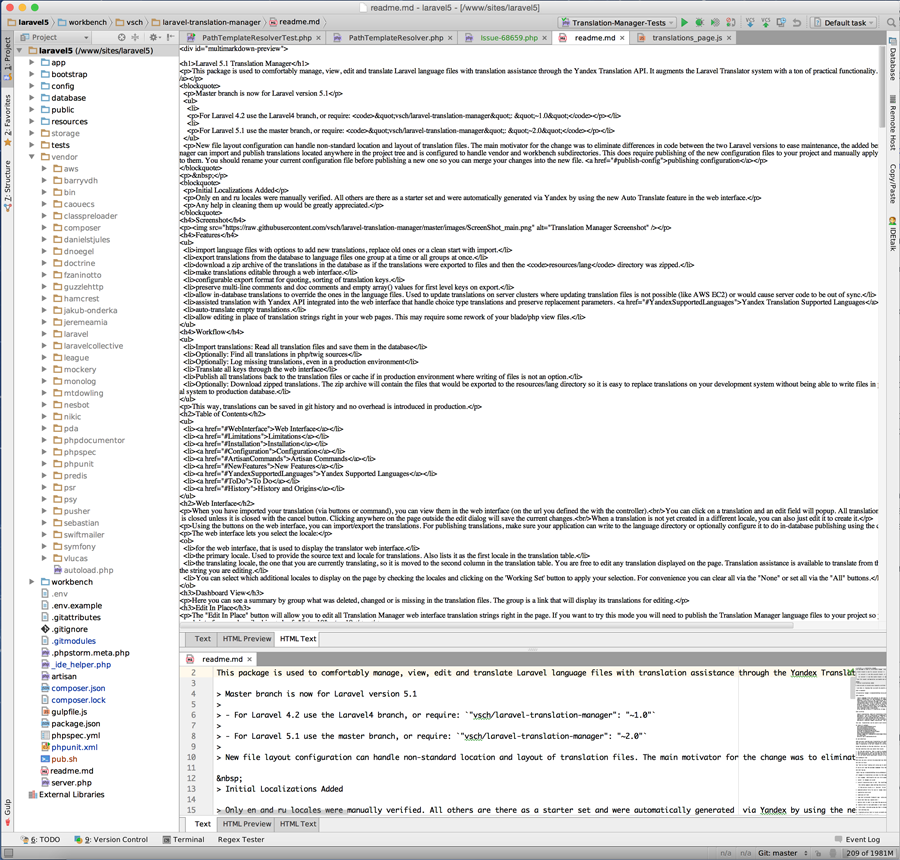 readme.md - laravel5 - [/www/sites/laravel5]
laravel5 workbench vsch laravel-translation-manager readme.md Translation-Manager-Tests Default task
Project PathTemplateResolverTest.php PathTemplateResolver.php Issue-68659.php readme.md translations_page.js
laravel5 (/www/sites/laravel5)
app
bootstrap
config
database
public
resources
storage
tests
vendor
aws
barryvdh
bin
caouecs
classpreloader
composer
danielstjules
dnoegel
doctrine
fzaninotto
guzzlehttp
hamcrest
jakub-onderka
jeremeamia
laravel
laravelcollective
league
mockery
monolog
mtdowling
nesbot
nikic
pda
phpdocumentor
phpspec
phpunit
predis
psr
psy
pusher
sebastian
swiftmailer
symfony
vlucas
autoload.php
workbench
.env
.env.example
.gitattributes
.gitignore
.gitmodules
.phpstorm.meta.php
_ide_helper.php
artisan
composer.json
composer.lock
gulpfile.js
package.json
phpspec.yml
phpunit.xml
pub.sh
readme.md
server.php
External Libraries
1: Project
2: Favorites
7: Structure
Gulp
<div id="multimarkdown-preview">
<h1>Laravel 5.1 Translation Manager</h1>
<p>This package is used to comfortably manage, view, edit and translate Laravel language files with translation assistance through the Yandex Translation API. It augments the Laravel Translator system with a ton of practical functionality.
/a></p>
<blockquote>
<p>Master branch is now for Laravel version 5.1</p>
<ul>
<li>
<p>For Laravel 4.2 use the Laravel4 branch, or require: <code>&quot;vsch/laravel-translation-manager&quot;: &quot;~1.0&quot;</code></p></li>
<li>
<p>For Laravel 5.1 use the master branch, or require: <code>&quot;vsch/laravel-translation-manager&quot;: &quot;~2.0&quot;</code></p></li>
</ul>
<p>New file layout configuration can handle non-standard location and layout of translation files. The main motivator for the change was to eliminate differences in code between the two Laravel versions to ease maintenance, the added be
nager can import and publish translations located anywhere in the project tree and is configured to handle vendor and workbench subdirectories. This does require publishing of the new configuration files to your project and manually apply
to them. You should rename your current configuration file before publishing a new one so you can merge your changes into the new file. <a href="#publish-config">publishing configuration</a></p>
</blockquote>
<p>&nbsp;</p>
<blockquote>
<p>Initial Localizations Added</p>
<p>Only en and ru locales were manually verified. All others are there as a starter set and were automatically generated via Yandex by using the new Auto Translate feature in the web interface.</p>
<p>Any help in cleaning them up would be greatly appreciated.</p>
</blockquote>
<h4>Screenshot</h4>
<p><img src="https://raw.githubusercontent.com/vsch/laravel-translation-manager/master/images/ScreenShot_main.png" alt="Translation Manager Screenshot" /></p>
<h4>Features</h4>
<ul>
<li>import language files with options to add new translations, replace old ones or a clean start with import.</li>
<li>export translations from the database to language files one group at a time or all groups at once.</li>
<li>download a zip archive of the translations in the database as if the translations were exported to files and then the <code>resources/lang</code> directory was zipped.</li>
<li>make translations editable through a web interface.</li>
<li>configurable export format for quoting, sorting of translation keys.</li>
<li>preserve multi-line comments and doc comments and empty array() values for first level keys on export.</li>
<li>allow in-database translations to override the ones in the language files. Used to update translations on server clusters where updating translation files is not possible (like AWS EC2) or would cause server code to be out of sync.</li>
<li>assisted translation with Yandex API integrated into the web interface that handle choice type translations and preserve replacement parameters. <a href="#YandexSupportedLanguages">Yandex Translation Supported Languages</a>
<li>auto-translate empty translations.</li>
<li>allow editing in place of translation strings right in your web pages. This may require some rework of your blade/php view files.</li>
</ul>
<h4>Workflow</h4>
<ul>
<li>Import translations: Read all translation files and save them in the database</li>
<li>Optionally: Find all translations in php/twig sources</li>
<li>Optionally: Log missing translations, even in a production environment</li>
<li>Translate all keys through the web interface</li>
<li>Publish all translations back to the translation files or cache if in production environment where writing of files is not an option.</li>
<li>Optionally: Download zipped translations. The zip archive will contain the files that would be exported to the resources/lang directory so it is easy to replace translations on your development system without being able to write files in
al system to production database.</li>
</ul>
<p>This way, translations can be saved in git history and no overhead is introduced in production.</p>
<h2>Table of Contents</h2>
<ul>
<li><a href="#WebInterface">Web Interface</a></li>
<li><a href="#Limitations">Limitations</a></li>
<li><a href="#Installation">Installation</a></li>
<li><a href="#Configuration">Configuration</a></li>
<li><a href="#ArtisanCommands">Artisan Commands</a></li>
<li><a href="#NewFeatures">New Features</a></li>
<li><a href="#YandexSupportedLanguages">Yandex Supported Languages</a></li>
<li><a href="#ToDo">To Do</a></li>
<li><a href="#History">History and Origins</a></li>
</ul>
<h2>Web Interface</h2>
<p>When you have imported your translation (via buttons or command), you can view them in the web interface (on the url you defined the with the controller).<br/>You can click on a translation and an edit field will popup. All translation
is closed unless it is closed with the cancel button. Clicking anywhere on the page outside the edit dialog will save the current changes.<br/>When a translation is not yet created in a different locale, you can also just edit it to create it.</p>
<p>Using the buttons on the web interface, you can import/export the translations. For publishing translations, make sure your application can write to the language directory or optionally configure it to do in-database publishing using the c
<p>The web interface lets you select the locale:</p>
<ol>
<li>for the web interface, that is used to display the translator web interface.</li>
<li>the primary locale. Used to provide the source text and locale for translations. Also lists it as the first locale in the translation table.</li>
<li>the translating locale, the one that you are currently translating, so it is moved to the second column in the translation table. You are free to edit any translation displayed on the page. Translation assistance is available to translate from th
the string you are editing.</li>
<li>You can select which additional locales to display on the page by checking the locales and clicking on the 'Working Set' button to apply your selection. For convenience you can clear all via the "None" or set all via the "All" buttons.</l
</ol>
<h3>Dashboard View</h3>
<p>Here you can see a summary by group what was deleted, changed or is missing in the translation files. The group is a link that will display its translations for editing.</p>
<h3>Edit In Place</h3>
<p>The "Edit In Place" button will allow you to edit all Translation Manager web interface translation strings right in the page. If you want to try this mode you will need to publish the Translation Manager language files to your project so
Text HTML Preview HTML Text
readme.md
2 This package is used to comfortably manage, view, edit and translate Laravel language files with translation assistance through the Yandex Translat
3
4 > Master branch is now for Laravel version 5.1
5 >
6 > - For Laravel 4.2 use the Laravel4 branch, or require: `"vsch/laravel-translation-manager": "~1.0"`
7 >
8 > - For Laravel 5.1 use the master branch, or require: `"vsch/laravel-translation-manager": "~2.0"`
9 >
10 > New file layout configuration can handle non-standard location and layout of translation files. The main motivator for the change was to eliminat
11
12 &nbsp;
13 > Initial Localizations Added
14 >
15 > Only en and ru locales were manually verified. All others are there as a starter set and were automatically generated via Yandex by using the ne
Text HTML Preview HTML Text
Database
Remote Host
Copy/Paste
IDEtalk
6: TODO 9: Version Control Terminal Regex Tester Event Log
n/a n/a Git: master 209 of 1981M